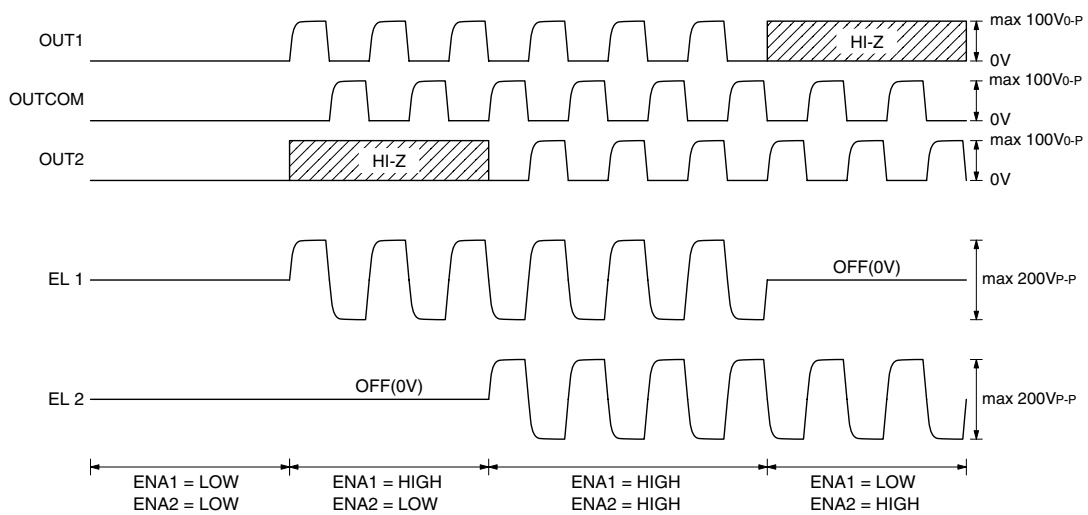 OUT1
HI-Z
max 100V0-P
0V
OUTCOM
max 100V0-P
0V
OUT2
HI-Z
max 100V0-P
0V
EL 1
OFF(0V)
max 200VP-P
EL 2
OFF(0V)
max 200VP-P
ENA1 = LOW
ENA2 = LOW
ENA1 = HIGH
ENA2 = LOW
ENA1 = HIGH
ENA2 = HIGH
ENA1 = LOW
ENA2 = HIGH